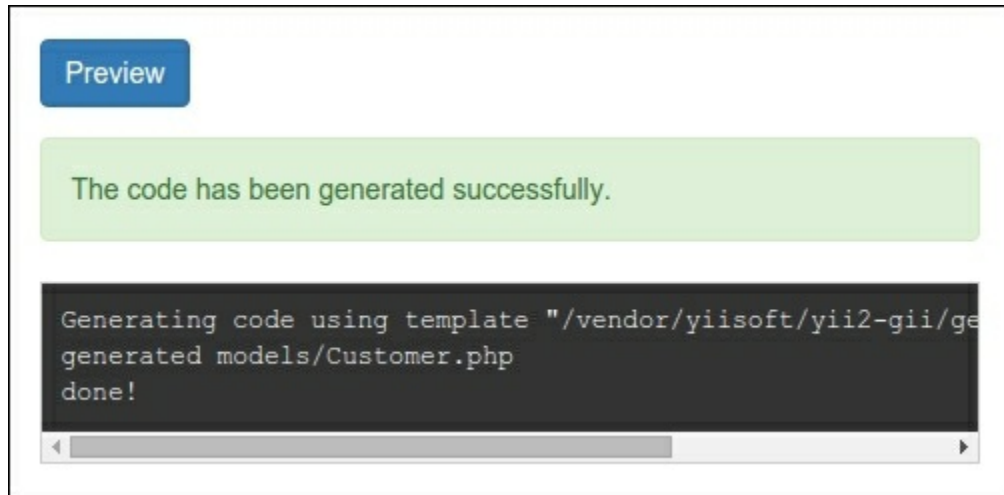 Preview
The code has been generated successfully.
Generating code using template "/vendor/yiisoft/yii2-gii/ge
generated models/Customer.php
done!